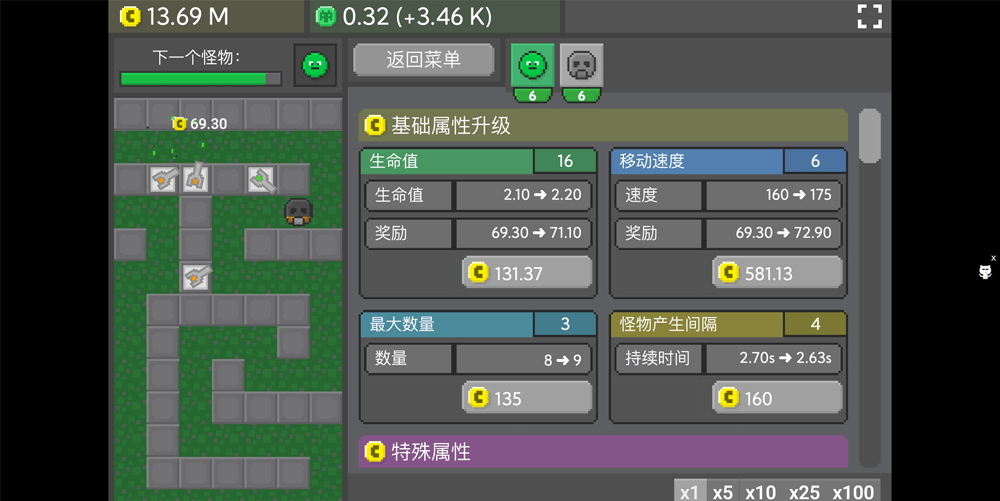 13.69 M
0.32 (+3.46 K)
下一个怪物:
返回菜单
6
6
69.30
基础属性升级
生命值 16
生命值 2.10 ➜ 2.20
奖励 69.30 ➜ 71.10
131.37
移动速度 6
速度 160 ➜ 175
奖励 69.30 ➜ 72.90
581.13
最大数量 3
数量 8 ➜ 9
135
怪物产生间隔 4
持续时间 2.70s ➜ 2.63s
160
特殊属性
x1 x5 x10 x25 x100
x